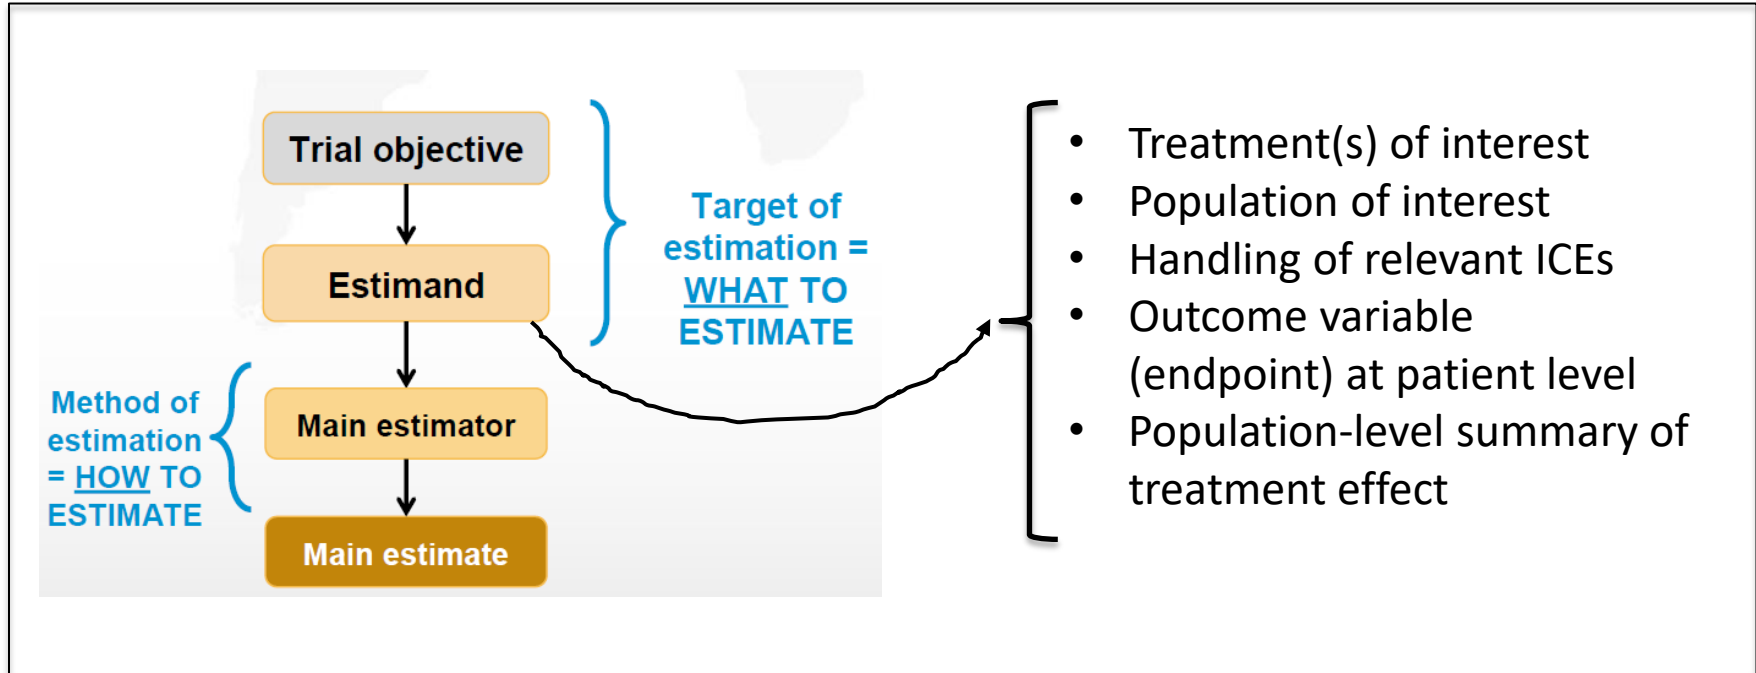 Trial objective
Estimand
Main estimator
Main estimate
Target of
estimation =
WHAT TO
ESTIMATE
Method of
estimation
= HOW TO
ESTIMATE
• Treatment(s) of interest
• Population of interest
• Handling of relevant ICEs
• Outcome variable
(endpoint) at patient level
• Population-level summary of
treatment effect